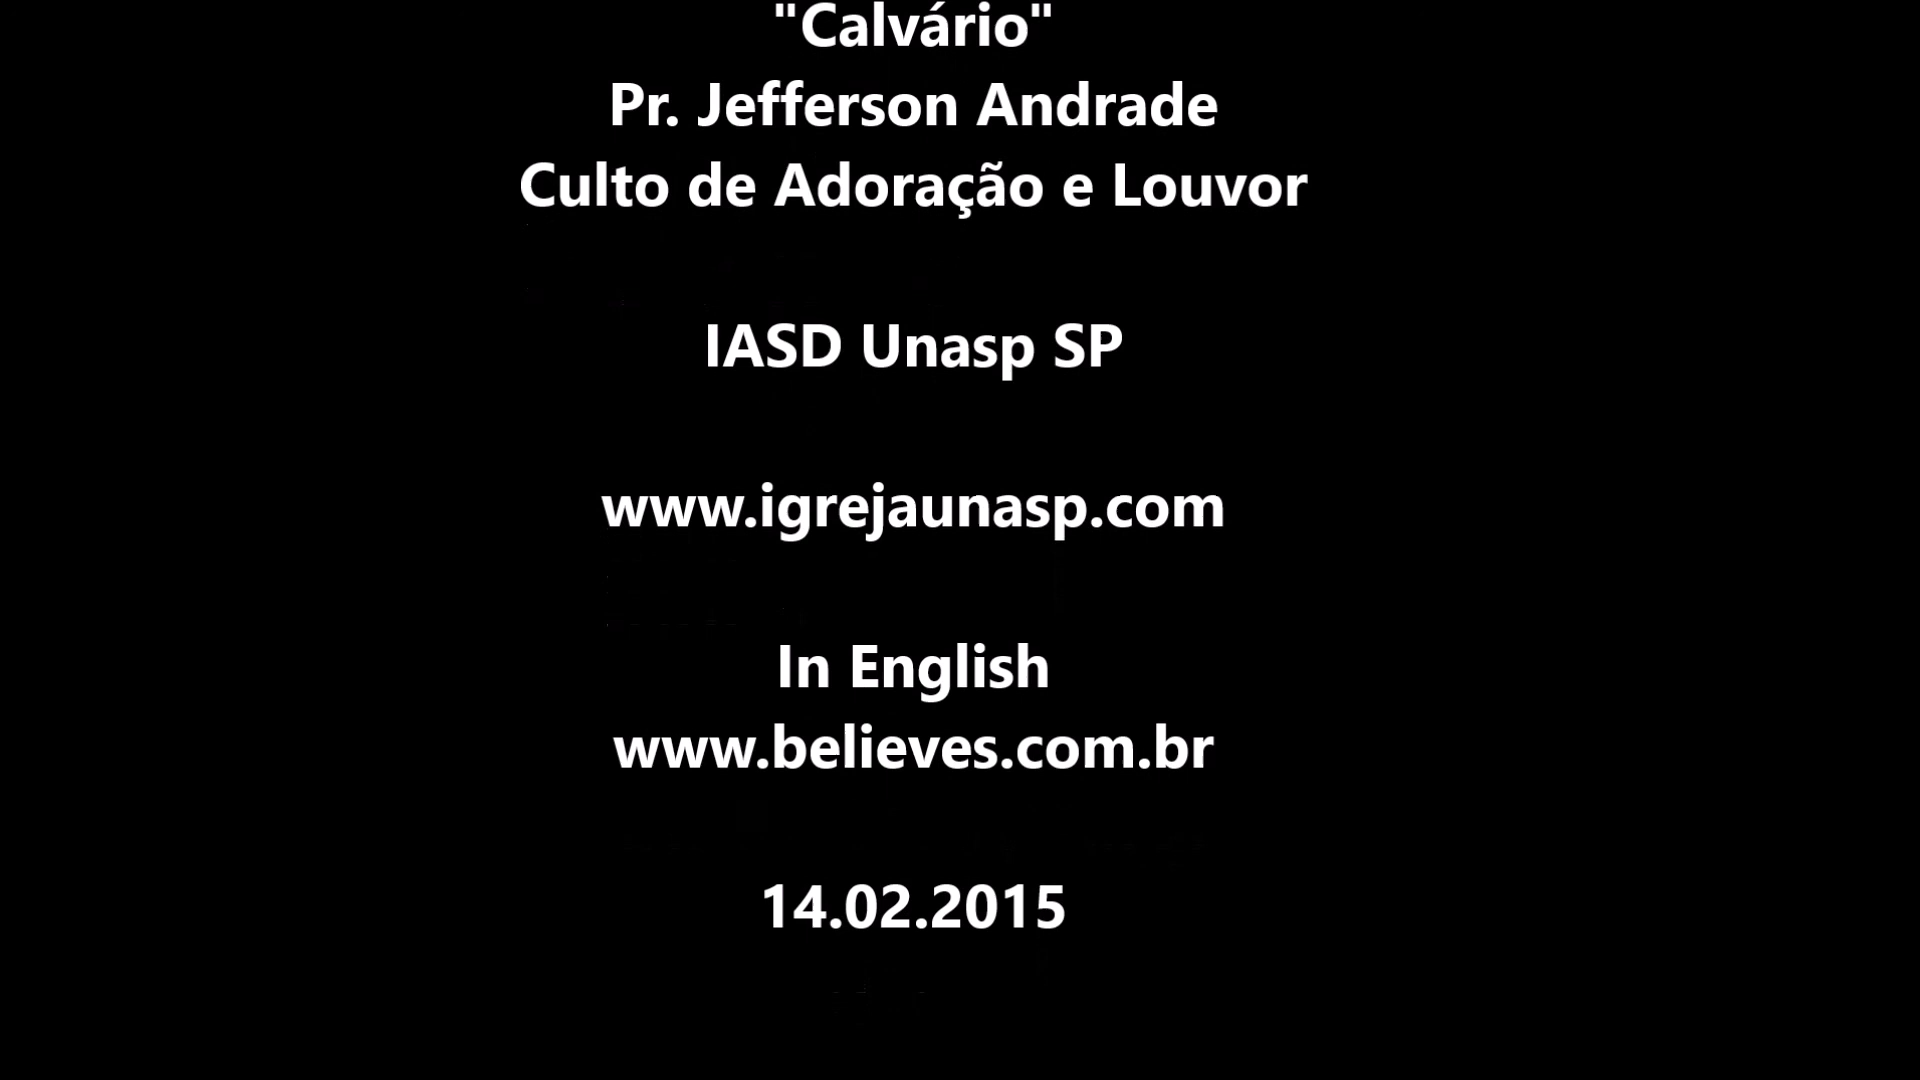 "Calvário"
Pr. Jefferson Andrade
Culto de Adoração e Louvor
IASD Unasp SP
www.igrejaunasp.com
In English
www.believes.com.br
14.02.2015